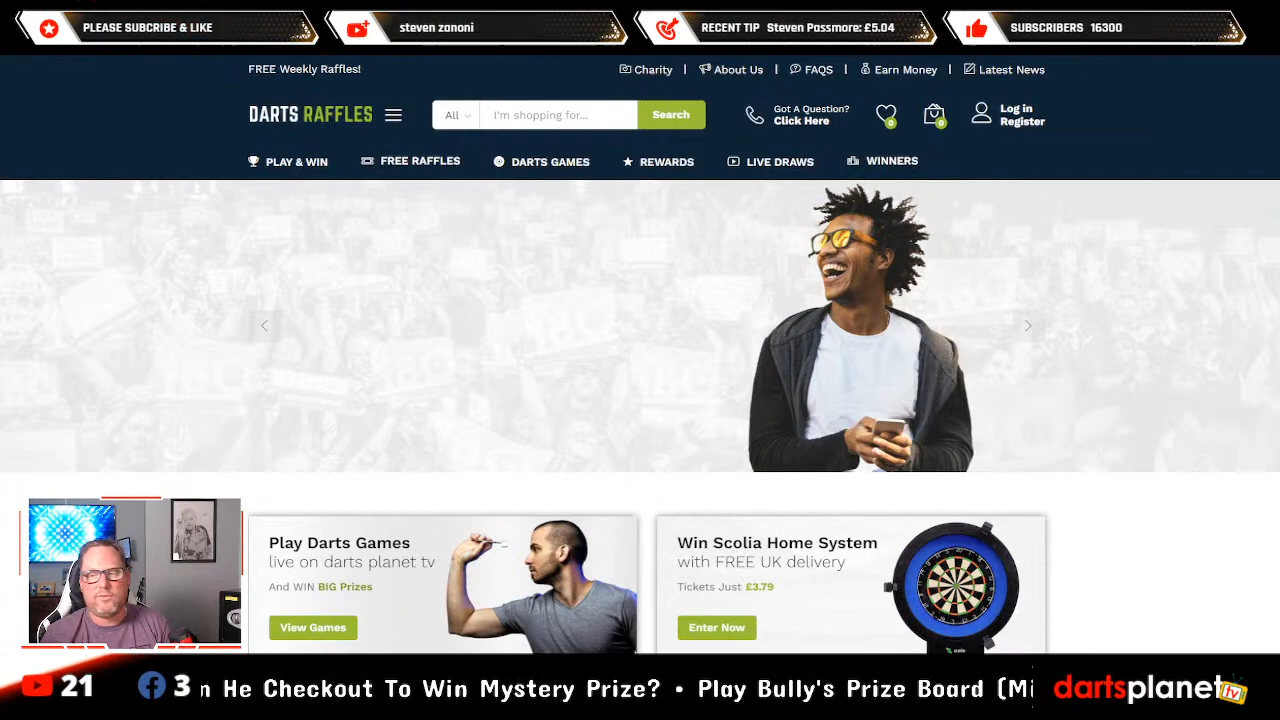 PLEASE SUBCRIBE & LIKE
steven zanoni
RECENT TIP Steven Passmore: £5.04
SUBSCRIBERS 16300
FREE Weekly Raffles!
Charity | About Us | FAQS | Earn Money | Latest News
DARTS RAFFLES
All
I'm shopping for...
Search
Got A Question?
Click Here
0
0
Log in
Register
PLAY & WIN
FREE RAFFLES
DARTS GAMES
REWARDS
LIVE DRAWS
WINNERS
Play Darts Games
live on darts planet tv
And WIN BIG Prizes
View Games
Win Scolia Home System
with FREE UK delivery
Tickets Just £3.79
Enter Now
21
3
n He Checkout To Win Mystery Prize? • Play Bully's Prize Board (Mi
dartsplanet tv